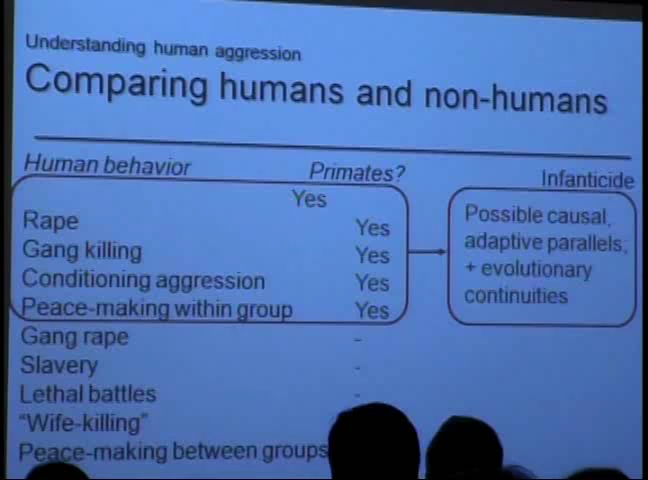 Understanding human aggression
Comparing humans and non-humans
Human behavior Primates? Infanticide
Yes
Rape Yes
Gang killing Yes
Conditioning aggression Yes
Peace-making within group Yes
Possible causal,
adaptive parallels;
+ evolutionary
continuities
Gang rape -
Slavery -
Lethal battles -
“Wife-killing”
Peace-making between groups